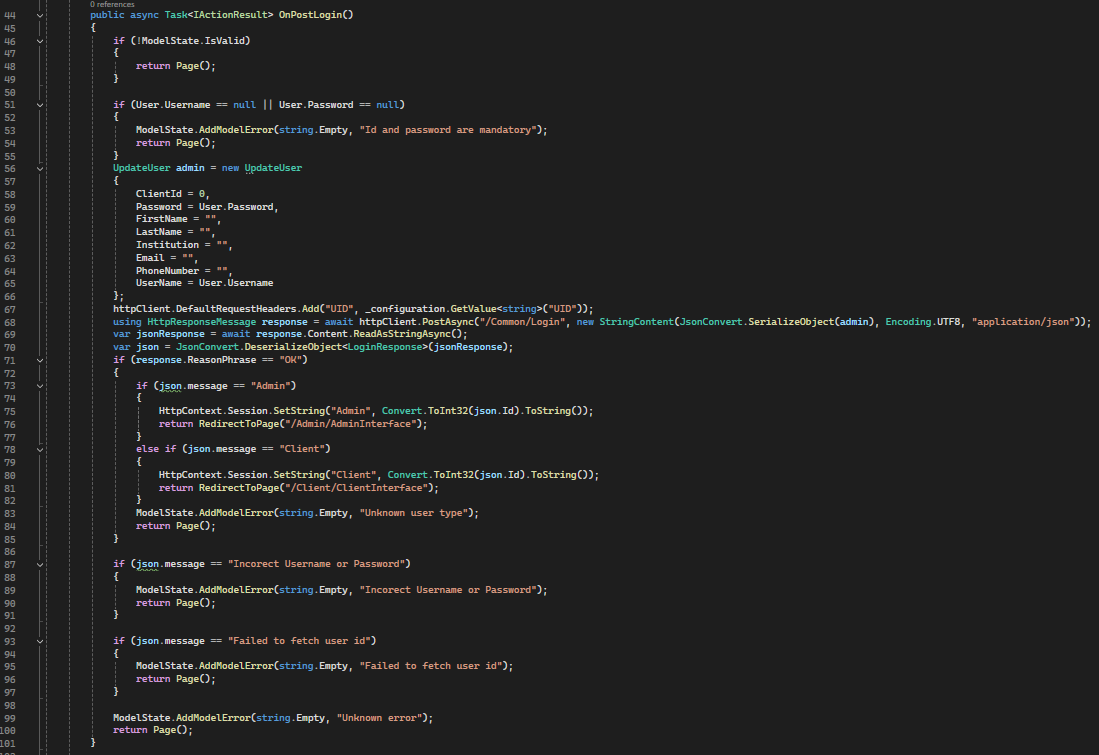 0 references
44 public async Task<IActionResult> OnPostLogin()
45 {
46 if (!ModelState.IsValid)
47 {
48 return Page();
49 }
50
51 if (User.Username == null || User.Password == null)
52 {
53 ModelState.AddModelError(string.Empty, "Id and password are mandatory");
54 return Page();
55 }
56 UpdateUser admin = new UpdateUser
57 {
58 ClientId = 0,
59 Password = User.Password,
60 FirstName = "",
61 LastName = "",
62 Institution = "",
63 Email = "",
64 PhoneNumber = "",
65 UserName = User.Username
66 };
67 httpClient.DefaultRequestHeaders.Add("UID", _configuration.GetValue<string>("UID"));
68 using HttpResponseMessage response = await httpClient.PostAsync("/Common/Login", new StringContent(JsonConvert.SerializeObject(admin), Encoding.UTF8, "application/json"));
69 var jsonResponse = await response.Content.ReadAsStringAsync();
70 var json = JsonConvert.DeserializeObject<LoginResponse>(jsonResponse);
71 if (response.ReasonPhrase == "OK")
72 {
73 if (json.message == "Admin")
74 {
75 HttpContext.Session.SetString("Admin", Convert.ToInt32(json.Id).ToString());
76 return RedirectToPage("/Admin/AdminInterface");
77 }
78 else if (json.message == "Client")
79 {
80 HttpContext.Session.SetString("Client", Convert.ToInt32(json.Id).ToString());
81 return RedirectToPage("/Client/ClientInterface");
82 }
83 ModelState.AddModelError(string.Empty, "Unknown user type");
84 return Page();
85 }
86
87 if (json.message == "Incorect Username or Password")
88 {
89 ModelState.AddModelError(string.Empty, "Incorect Username or Password");
90 return Page();
91 }
92
93 if (json.message == "Failed to fetch user id")
94 {
95 ModelState.AddModelError(string.Empty, "Failed to fetch user id");
96 return Page();
97 }
98
99 ModelState.AddModelError(string.Empty, "Unknown error");
100 return Page();
101 }